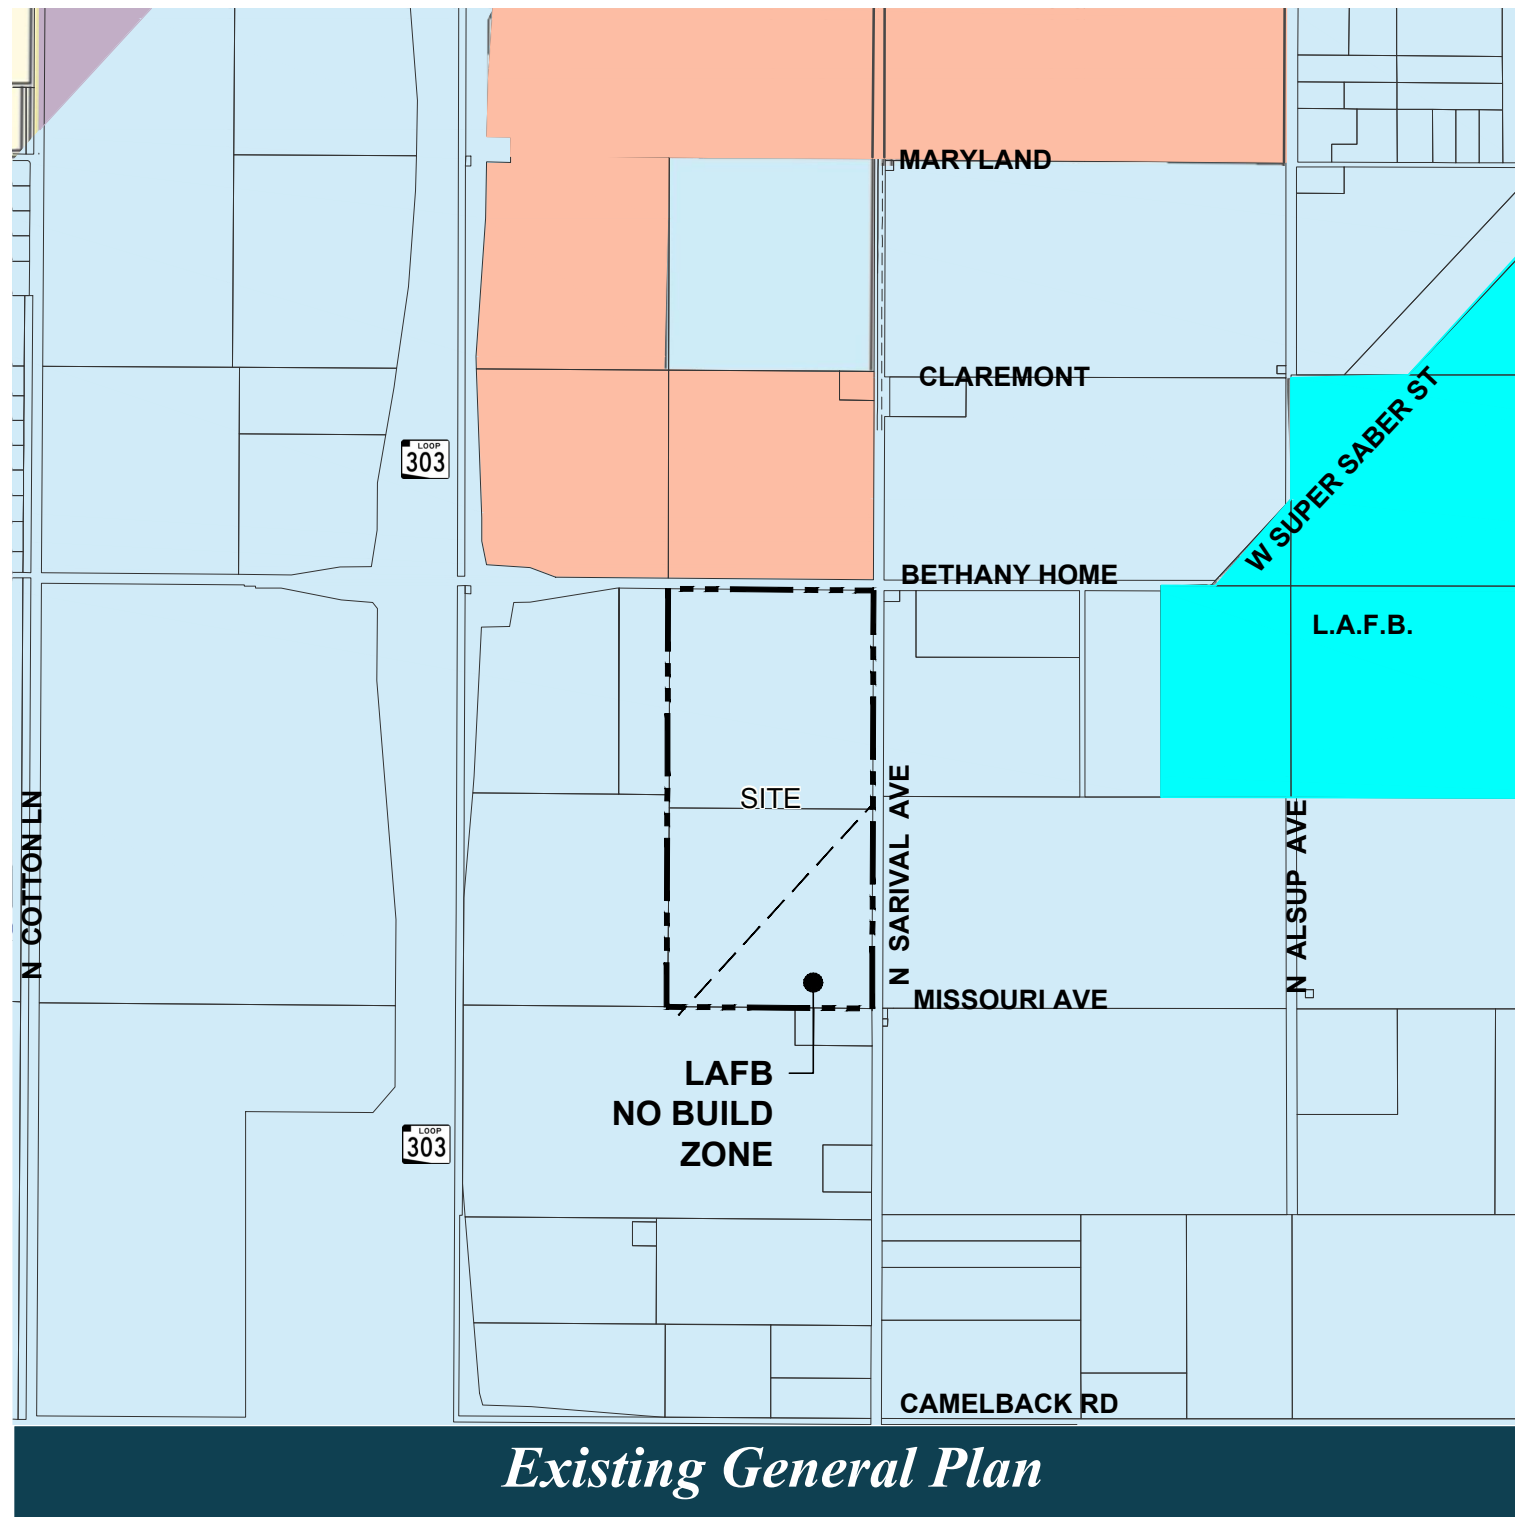 MARYLAND
CLAREMONT
W SUPER SABER ST
LOOP
303
BETHANY HOME
L.A.F.B.
SITE
N COTTON LN
N SARIVAL AVE
N ALSUP AVE
MISSOURI AVE
LAFB
NO BUILD
ZONE
LOOP
303
CAMELBACK RD
Existing General Plan